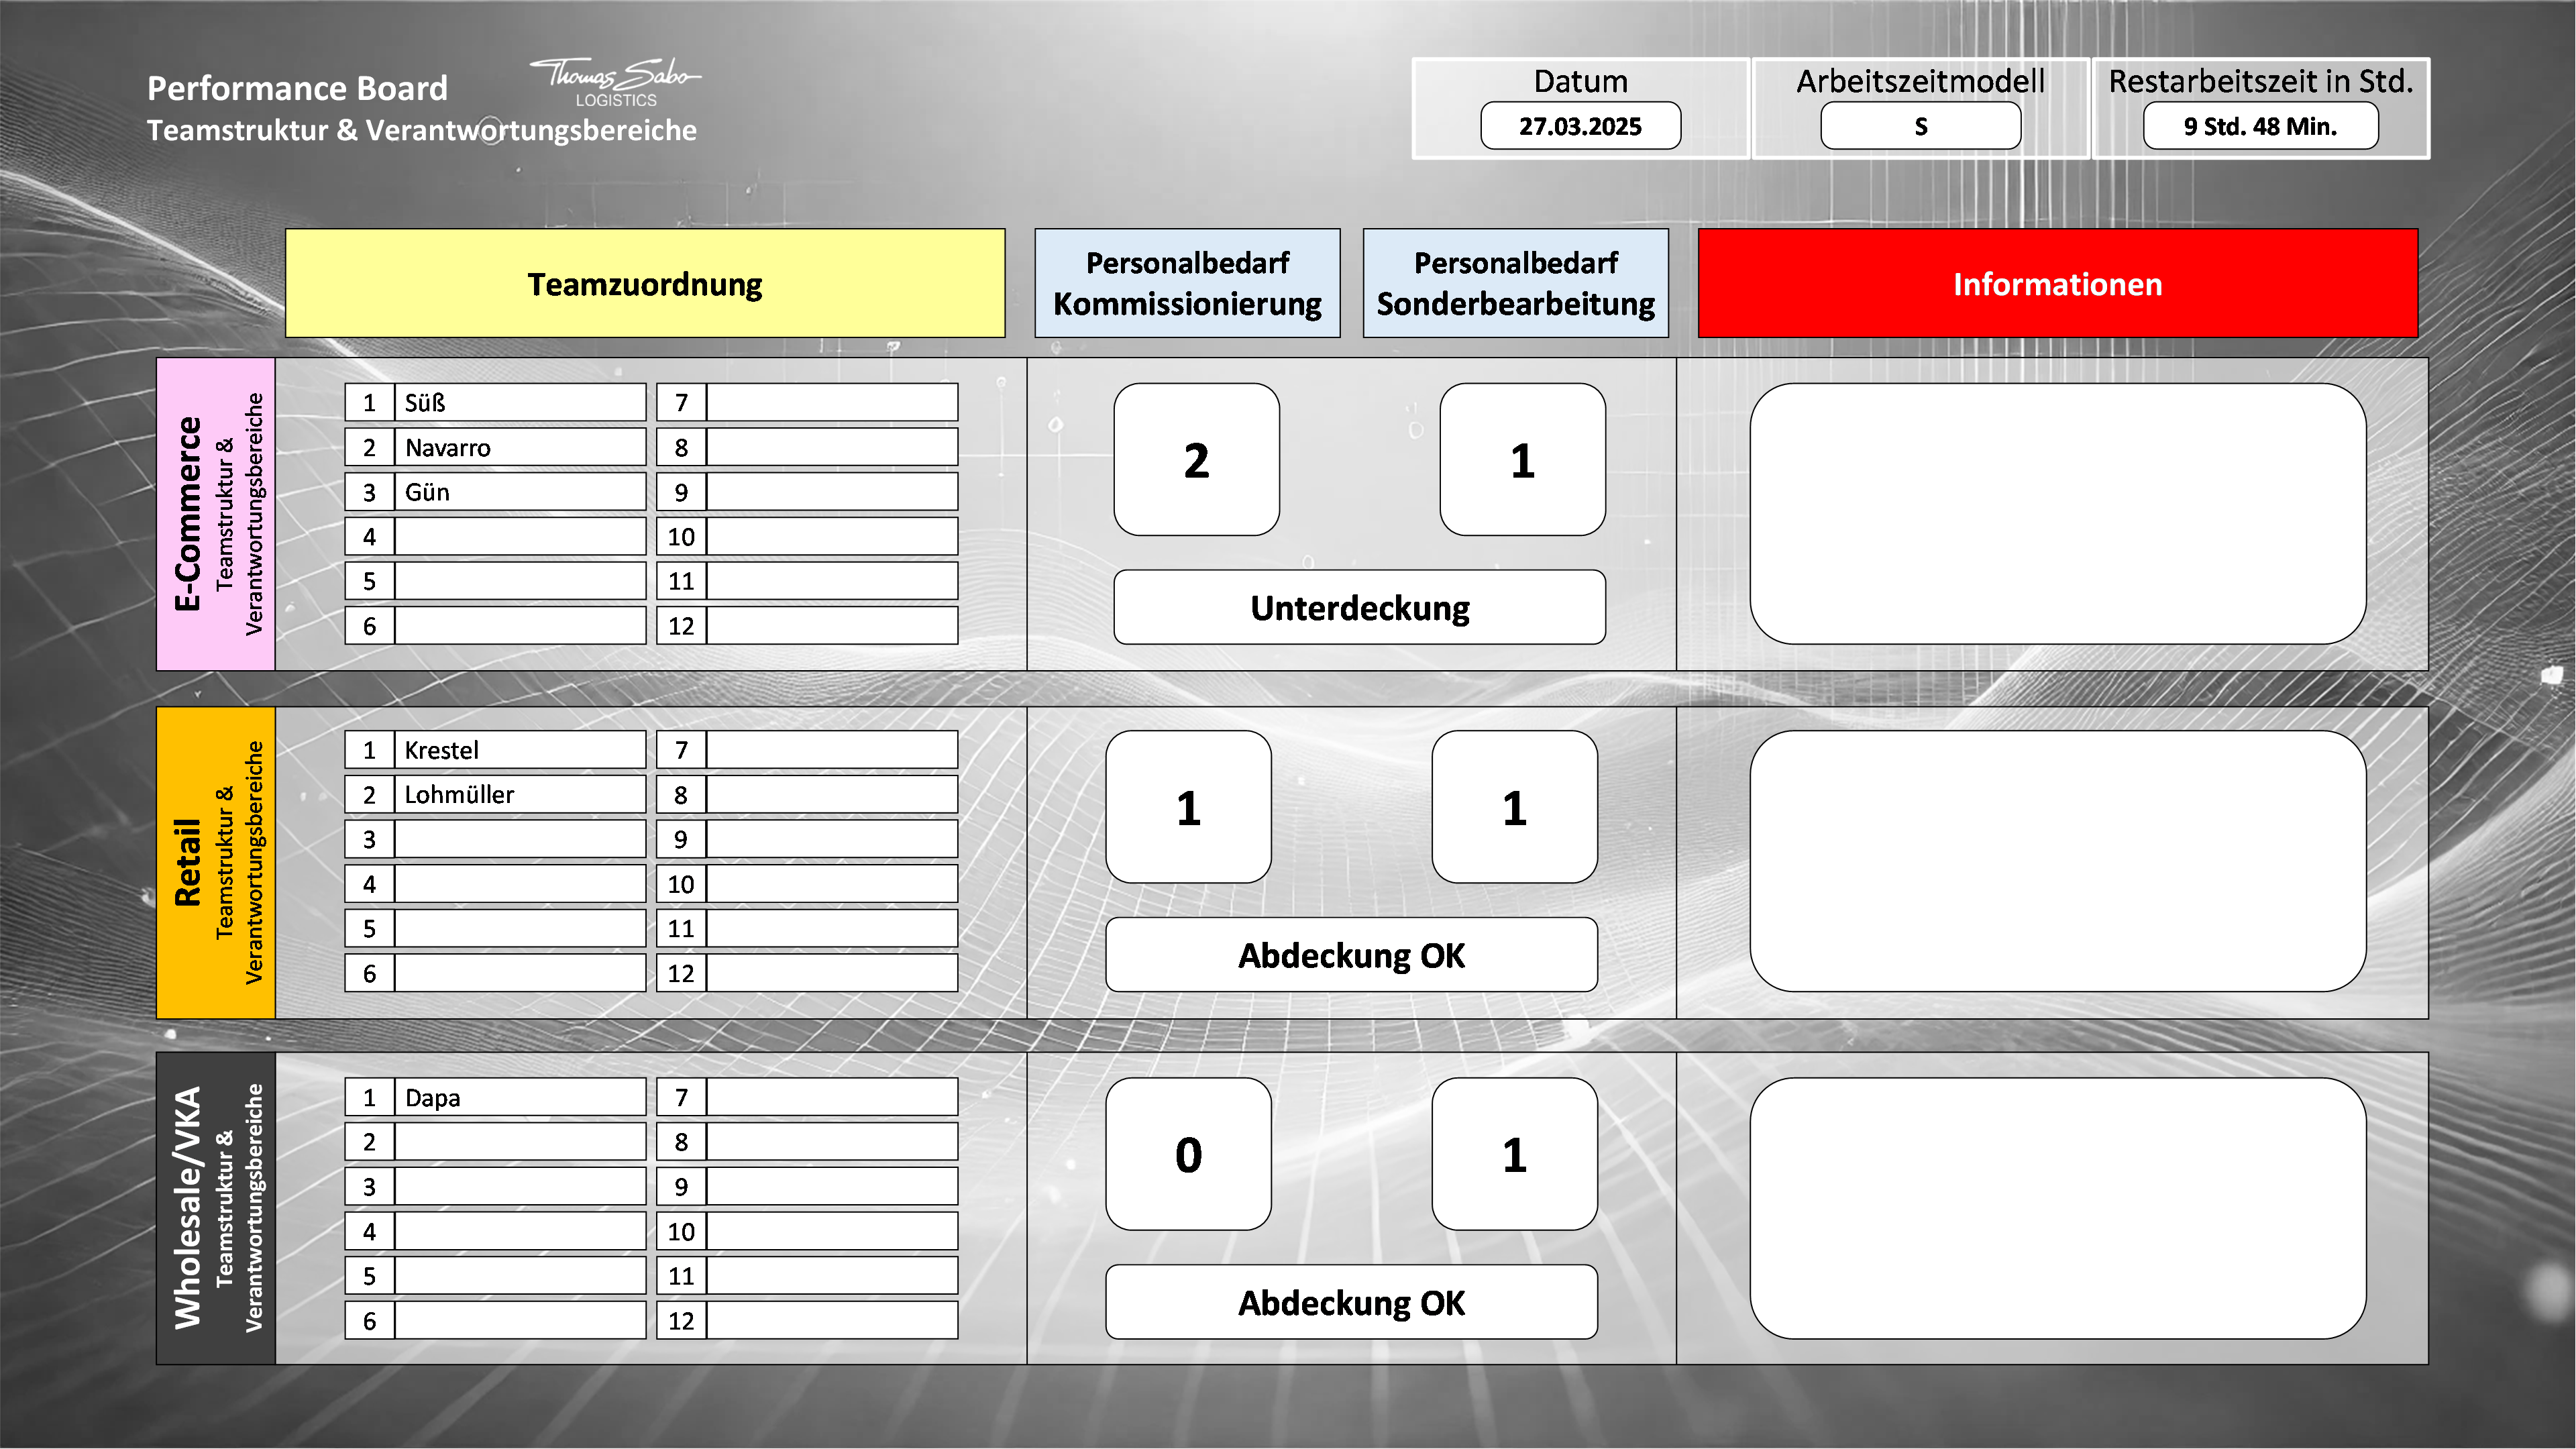 Performance Board
Thomas Sabo
LOGISTICS
Teamstruktur & Verantwortungsbereiche
Datum
27.03.2025
Arbeitszeitmodell
S
Restarbeitszeit in Std.
9 Std. 48 Min.
Teamzuordnung
Personalbedarf
Kommissionierung
Personalbedarf
Sonderbearbeitung
Informationen
E-Commerce
Teamstruktur &
Verantwortungsbereiche
1 Süß 7
2 Navarro 8
3 Gün 9
4 10
5 11
6 12
2
1
Unterdeckung
Retail
Teamstruktur &
Verantwortungsbereiche
1 Krestel 7
2 Lohmüller 8
3 9
4 10
5 11
6 12
1
1
Abdeckung OK
Wholesale/VKA
Teamstruktur &
Verantwortungsbereiche
1 Dapa 7
2 8
3 9
4 10
5 11
6 12
0
1
Abdeckung OK